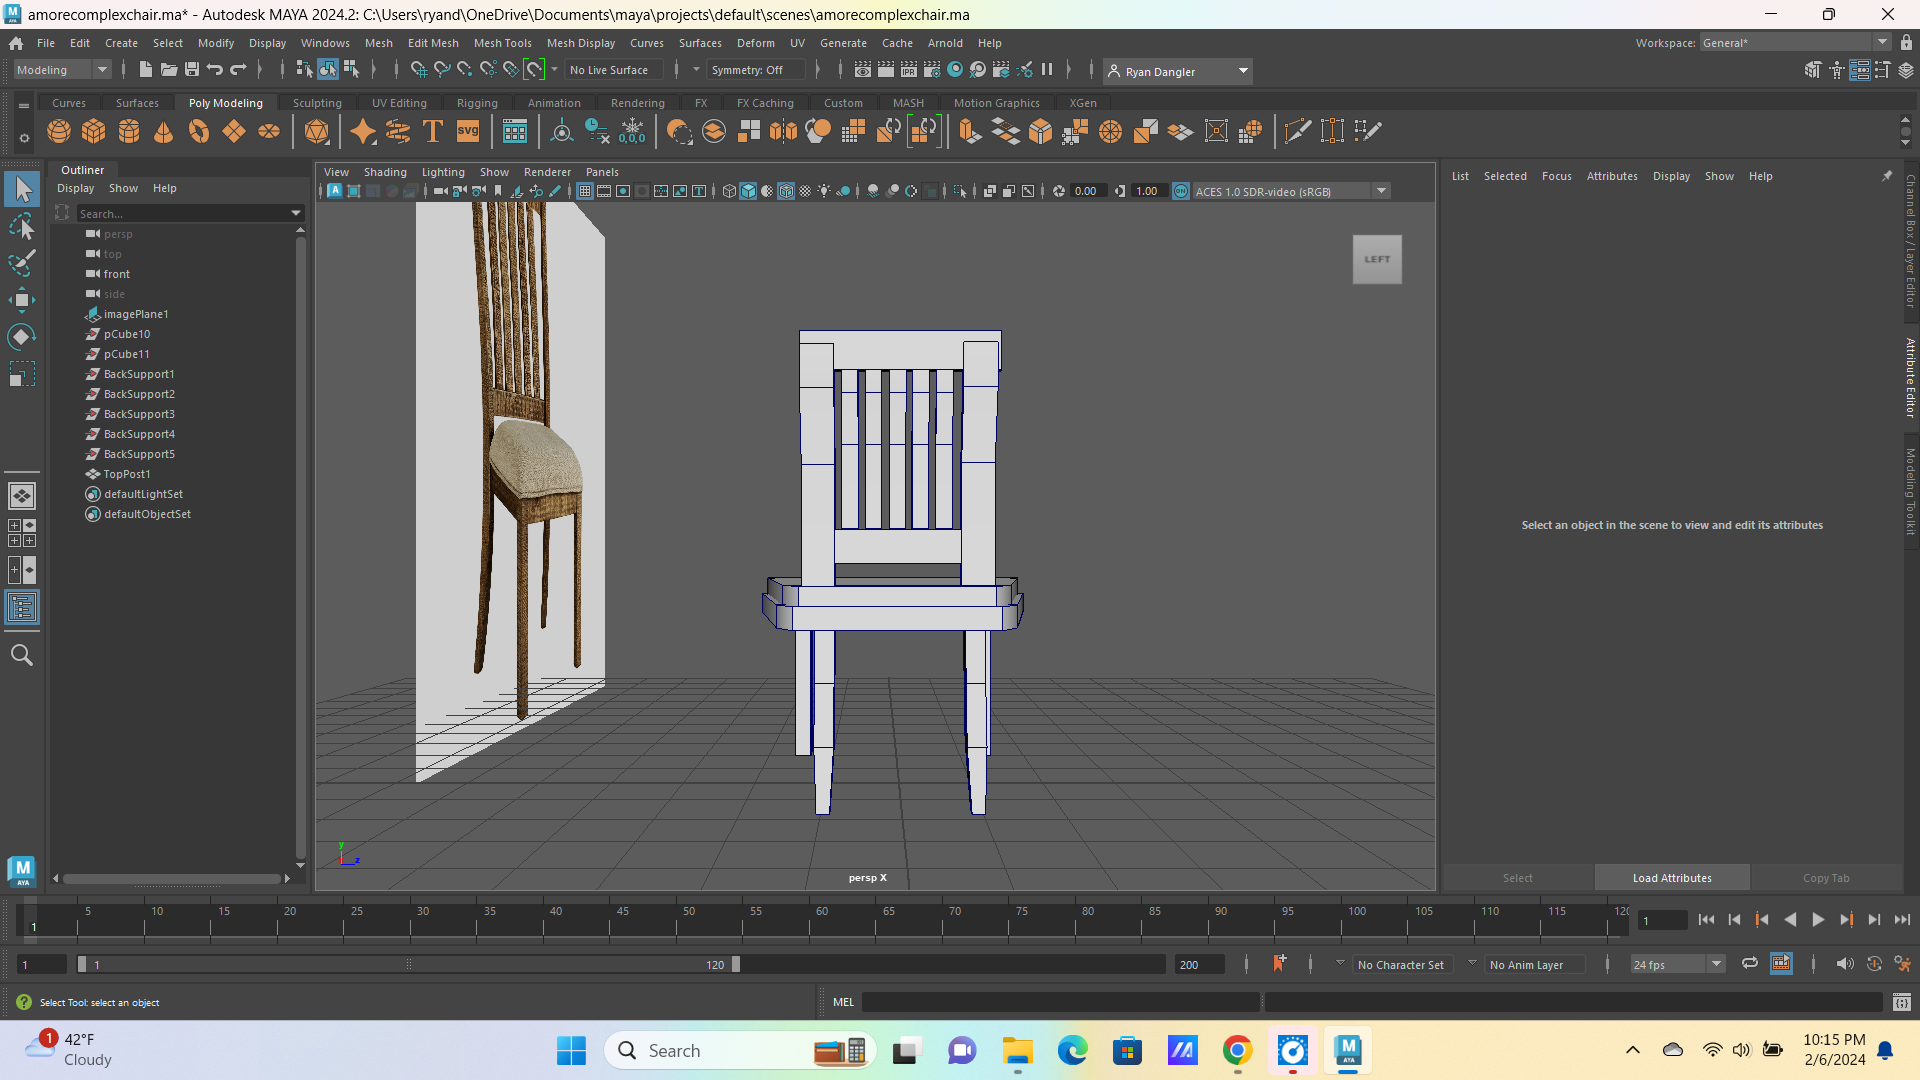 amorecomplexchair.ma* - Autodesk MAYA 2024.2: C:\Users\ryand\OneDrive\Documents\maya\projects\default\scenes\amorecomplexchair.ma
File Edit Create Select Modify Display Windows Mesh Edit Mesh Mesh Tools Mesh Display Curves Surfaces Deform UV Generate Cache Arnold Help
Workspace: General*
Modeling
No Live Surface
Symmetry: Off
IPR
Ryan Dangler
Curves Surfaces Poly Modeling Sculpting UV Editing Rigging Animation Rendering FX FX Caching Custom MASH Motion Graphics XGen
T
SVG
0,0,0
Outliner
Display Show Help
Search...
persp
top
front
side
imagePlane1
pCube10
pCube11
BackSupport1
BackSupport2
BackSupport3
BackSupport4
BackSupport5
TopPost1
defaultLightSet
defaultObjectSet
View Shading Lighting Show Renderer Panels
0.00
1.00
ACES 1.0 SDR-video (sRGB)
LEFT
y
z
persp X
List Selected Focus Attributes Display Show Help
Select an object in the scene to view and edit its attributes
Select
Load Attributes
Copy Tab
Channel Box / Layer Editor
Attribute Editor
Modeling Toolkit
M
AYA
1
5 10 15 20 25 30 35 40 45 50 55 60 65 70 75 80 85 90 95 100 105 110 115 120
1
1
1
120
200
No Character Set
No Anim Layer
24 fps
Select Tool: select an object
MEL
1
42°F
Cloudy
Search
10:15 PM
2/6/2024